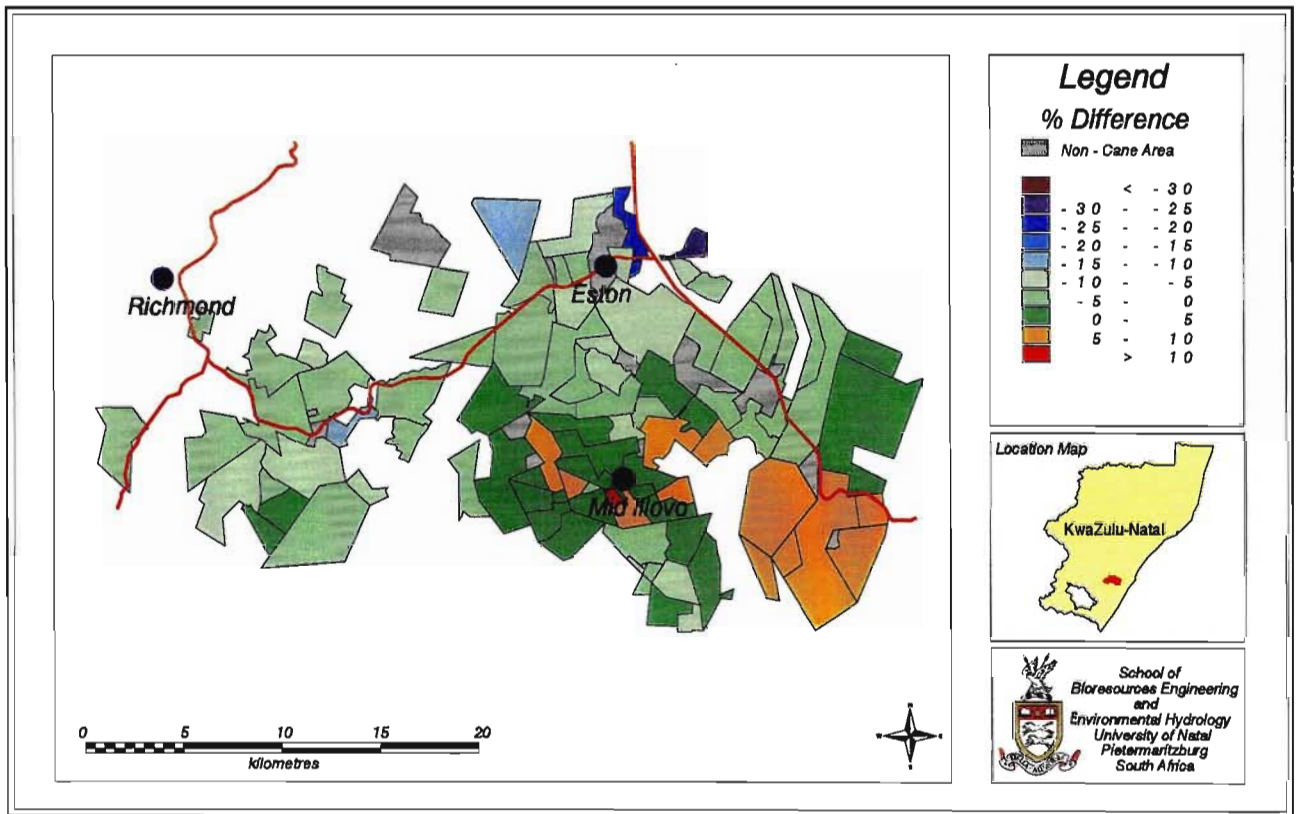 Richmond
Eston
Mid Illovo
0 5 10 15 20
kilometres
Legend
% Difference
Non - Cane Area
< - 30
- 30 - - 25
- 25 - - 20
- 20 - - 15
- 15 - - 10
- 10 - - 5
- 5 - 0
0 - 5
5 - 10
> 10
Location Map
KwaZulu-Natal
School of
Bioresources Engineering
and
Environmental Hydrology
University of Natal
Pietermaritzburg
South Africa